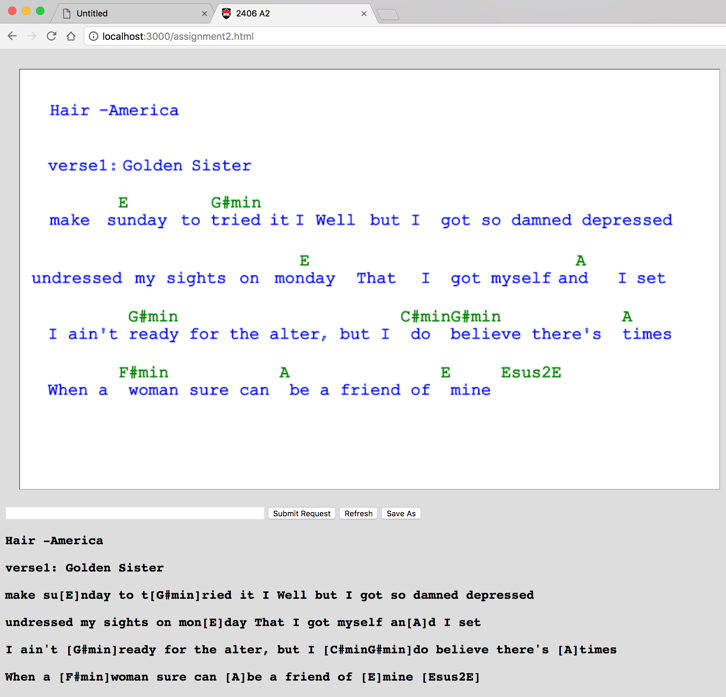 Untitled
2406 A2
localhost:3000/assignment2.html
Hair -America
verse1: Golden Sister
E G#min
make sunday to tried it I Well but I got so damned depressed
E A
undressed my sights on monday That I got myself and I set
G#min C#minG#min A
I ain't ready for the alter, but I do believe there's times
F#min A E Esus2E
When a woman sure can be a friend of mine
Submit Request Refresh Save As
Hair -America
verse1: Golden Sister
make su[E]nday to t[G#min]ried it I Well but I got so damned depressed
undressed my sights on mon[E]day That I got myself an[A]d I set
I ain't [G#min]ready for the alter, but I [C#minG#min]do believe there's [A]times
When a [F#min]woman sure can [A]be a friend of [E]mine [Esus2E]